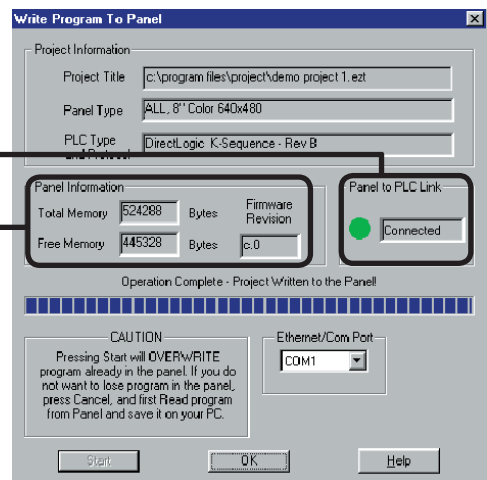 Write Program To Panel
Project Information
Project Title c:\program files\project\demo project 1.ezt
Panel Type ALL, 8" Color 640x480
PLC Type
and Protocol
DirectLogic K-Sequence - Rev B
Panel Information
Total Memory 524288 Bytes
Firmware
Revision
Free Memory 445328 Bytes c.0
Panel to PLC Link
Connected
Operation Complete - Project Written to the Panel!
CAUTION
Pressing Start will OVERWRITE
program already in the panel. If you do
not want to lose program in the panel,
press Cancel, and first Read program
from Panel and save it on your PC.
Ethernet/Com Port
COM1
Start
OK
Help